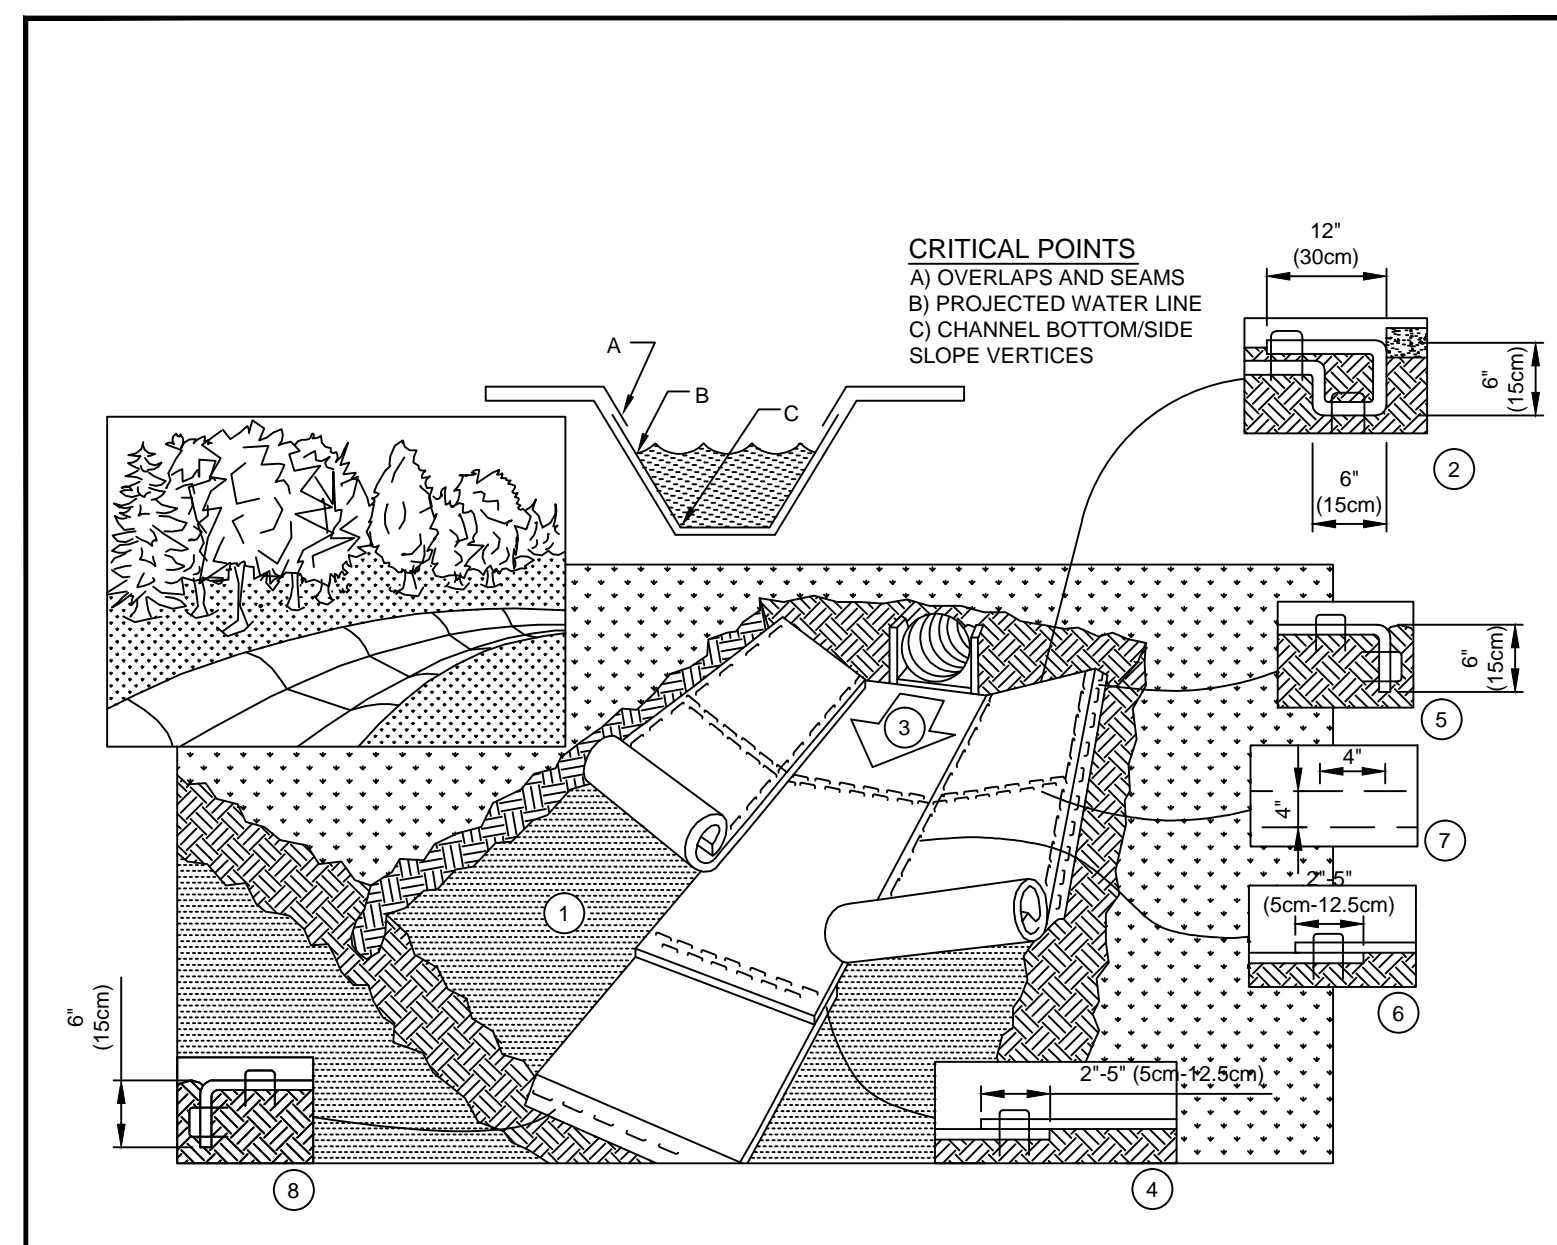 CRITICAL POINTS
A) OVERLAPS AND SEAMS
B) PROJECTED WATER LINE
C) CHANNEL BOTTOM/SIDE
SLOPE VERTICES
A
B
C
12"
(30cm)
6"
(15cm)
6"
(15cm)
2
6"
(15cm)
5
3
4"
4"
7
1
2"-5"
(5cm-12.5cm)
6
6"
(15cm)
8
2"-5" (5cm-12.5cm)
4